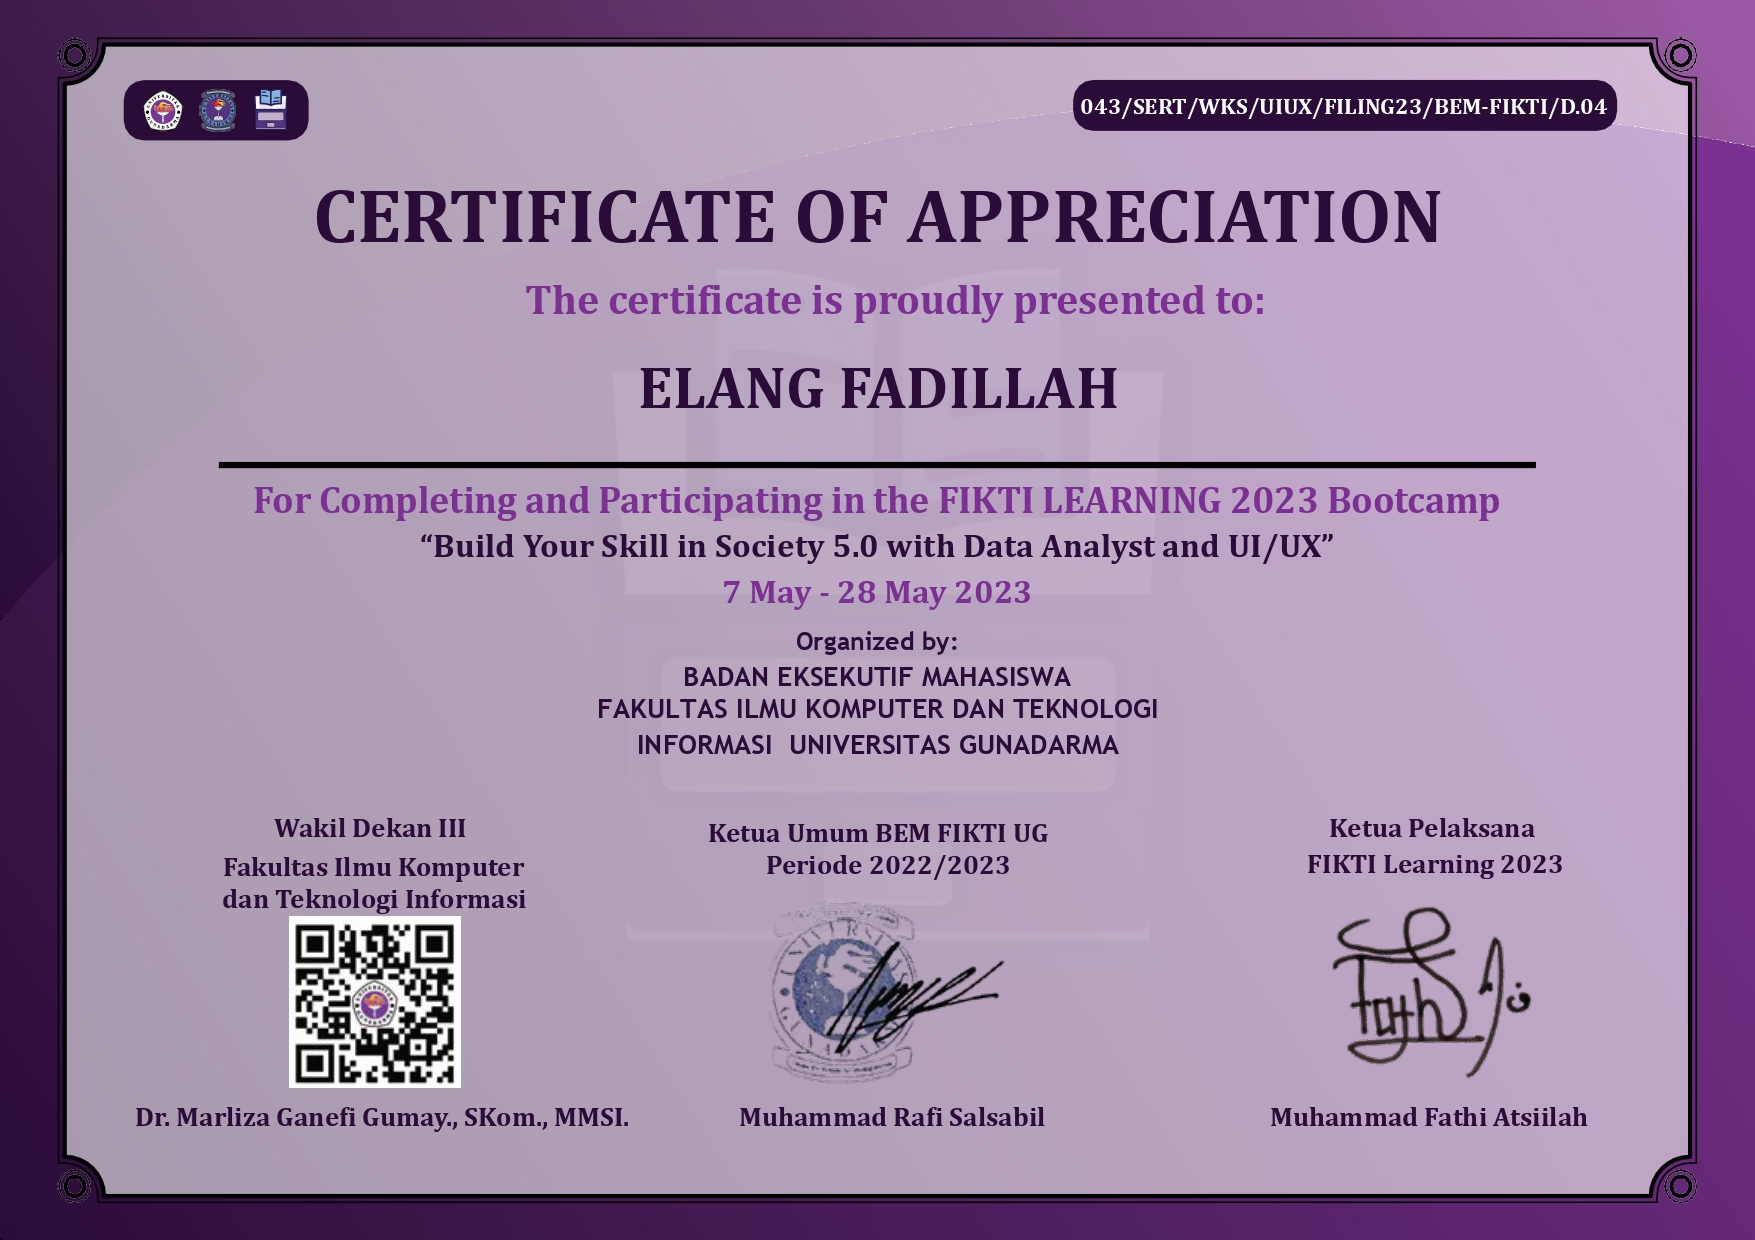 043/SERT/WKS/UIUX/FILING23/BEM-FIKTI/D.04
CERTIFICATE OF APPRECIATION
The certificate is proudly presented to:
ELANG FADILLAH
For Completing and Participating in the FIKTI LEARNING 2023 Bootcamp
“Build Your Skill in Society 5.0 with Data Analyst and UI/UX”
7 May - 28 May 2023
Organized by:
BADAN EKSEKUTIF MAHASISWA
FAKULTAS ILMU KOMPUTER DAN TEKNOLOGI
INFORMASI UNIVERSITAS GUNADARMA
Wakil Dekan III
Fakultas Ilmu Komputer
dan Teknologi Informasi
Dr. Marliza Ganefi Gumay., SKom., MMSI.
Ketua Umum BEM FIKTI UG
Periode 2022/2023
Muhammad Rafi Salsabil
Ketua Pelaksana
FIKTI Learning 2023
Muhammad Fathi Atsiilah